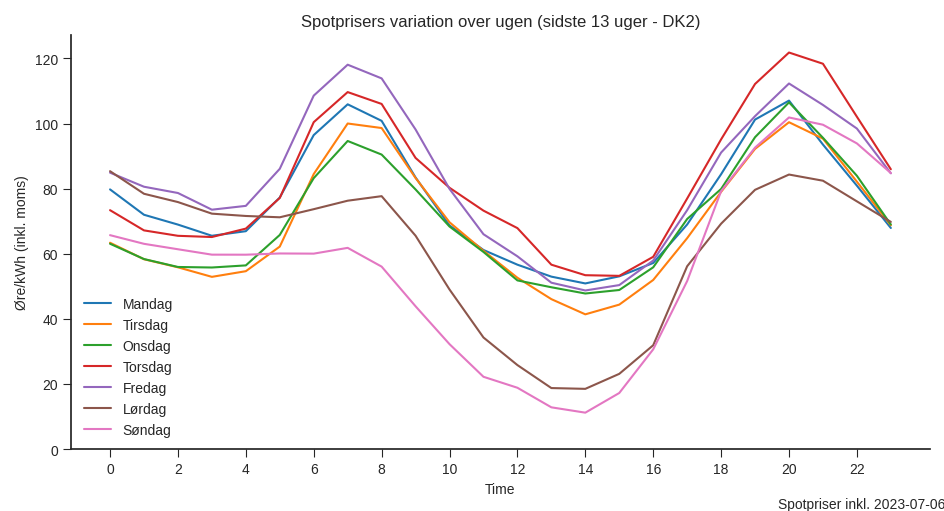 Spotprisers variation over ugen (sidste 13 uger - DK2)
Øre/kWh (inkl. moms)
120
100
80
60
40
20
0
Mandag
Tirsdag
Onsdag
Torsdag
Fredag
Lørdag
Søndag
0 2 4 6 8 10 12 14 16 18 20 22
Time
Spotpriser inkl. 2023-07-06